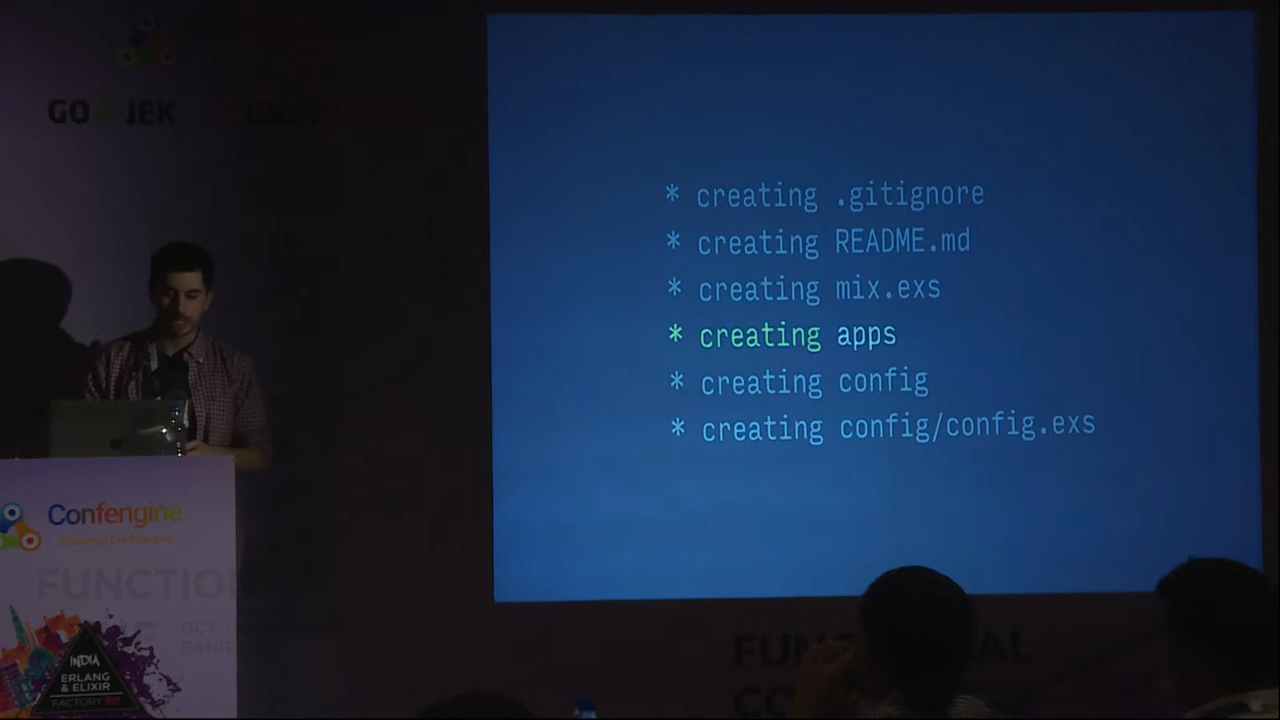 GO JEK
* creating .gitignore
* creating README.md
* creating mix.exs
* creating apps
* creating config
* creating config/config.exs
Confengine
FUNCTION
INDIA
ERLANG
& ELIXIR
FACTORY